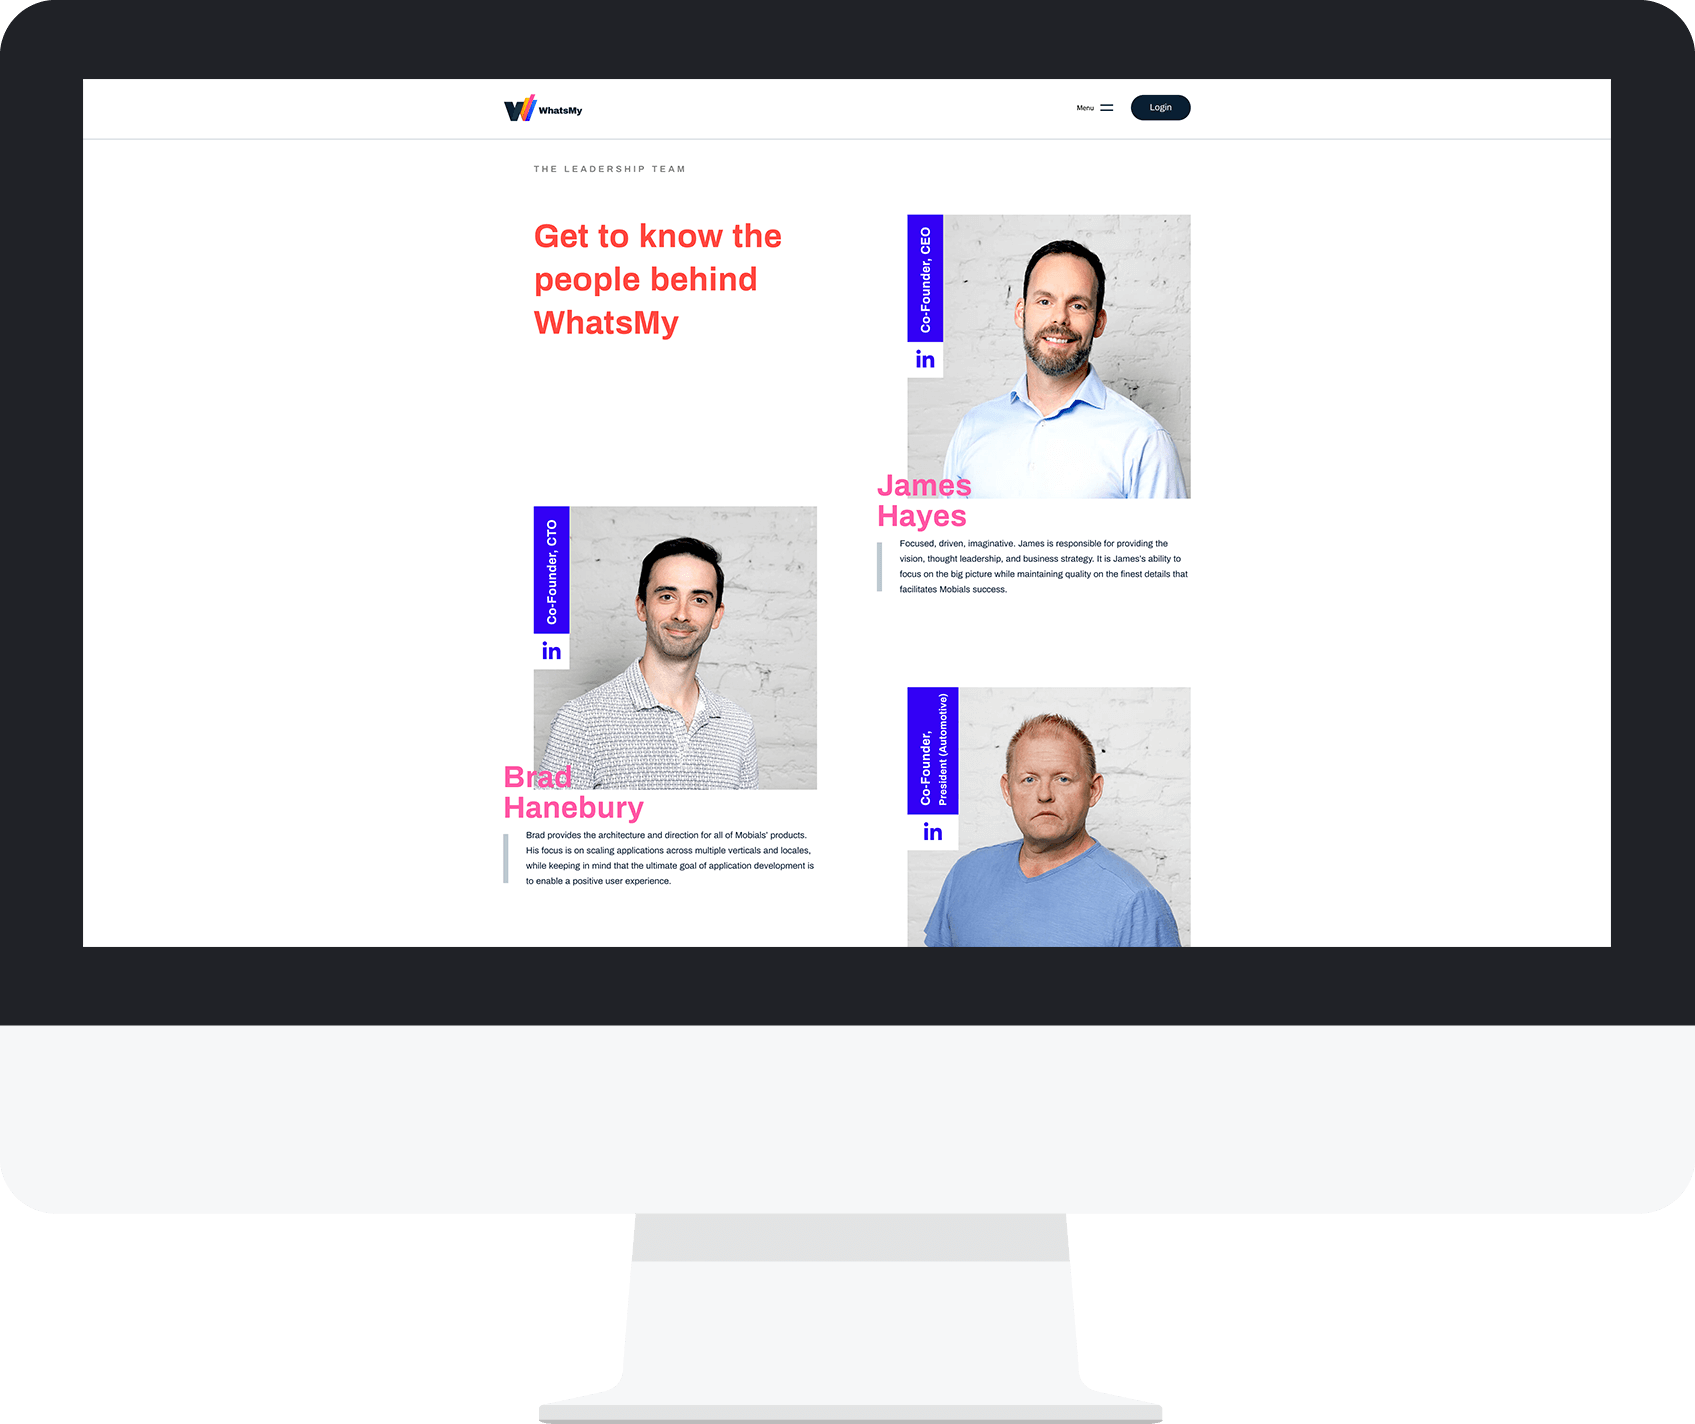 WhatsMy
Menu
Login
THE LEADERSHIP TEAM
Get to know the
people behind
WhatsMy
Co-Founder, CEO
in
James
Hayes
Focused, driven, imaginative. James is responsible for providing the
vision, thought leadership, and business strategy. It is James's ability to
focus on the big picture while maintaining quality on the finest details that
facilitates Mobials success.
Co-Founder, CTO
in
Brad
Hanebury
Brad provides the architecture and direction for all of Mobials' products.
His focus is on scaling applications across multiple verticals and locales,
while keeping in mind that the ultimate goal of application development is
to enable a positive user experience.
Co-Founder,
President (Automotive)
in